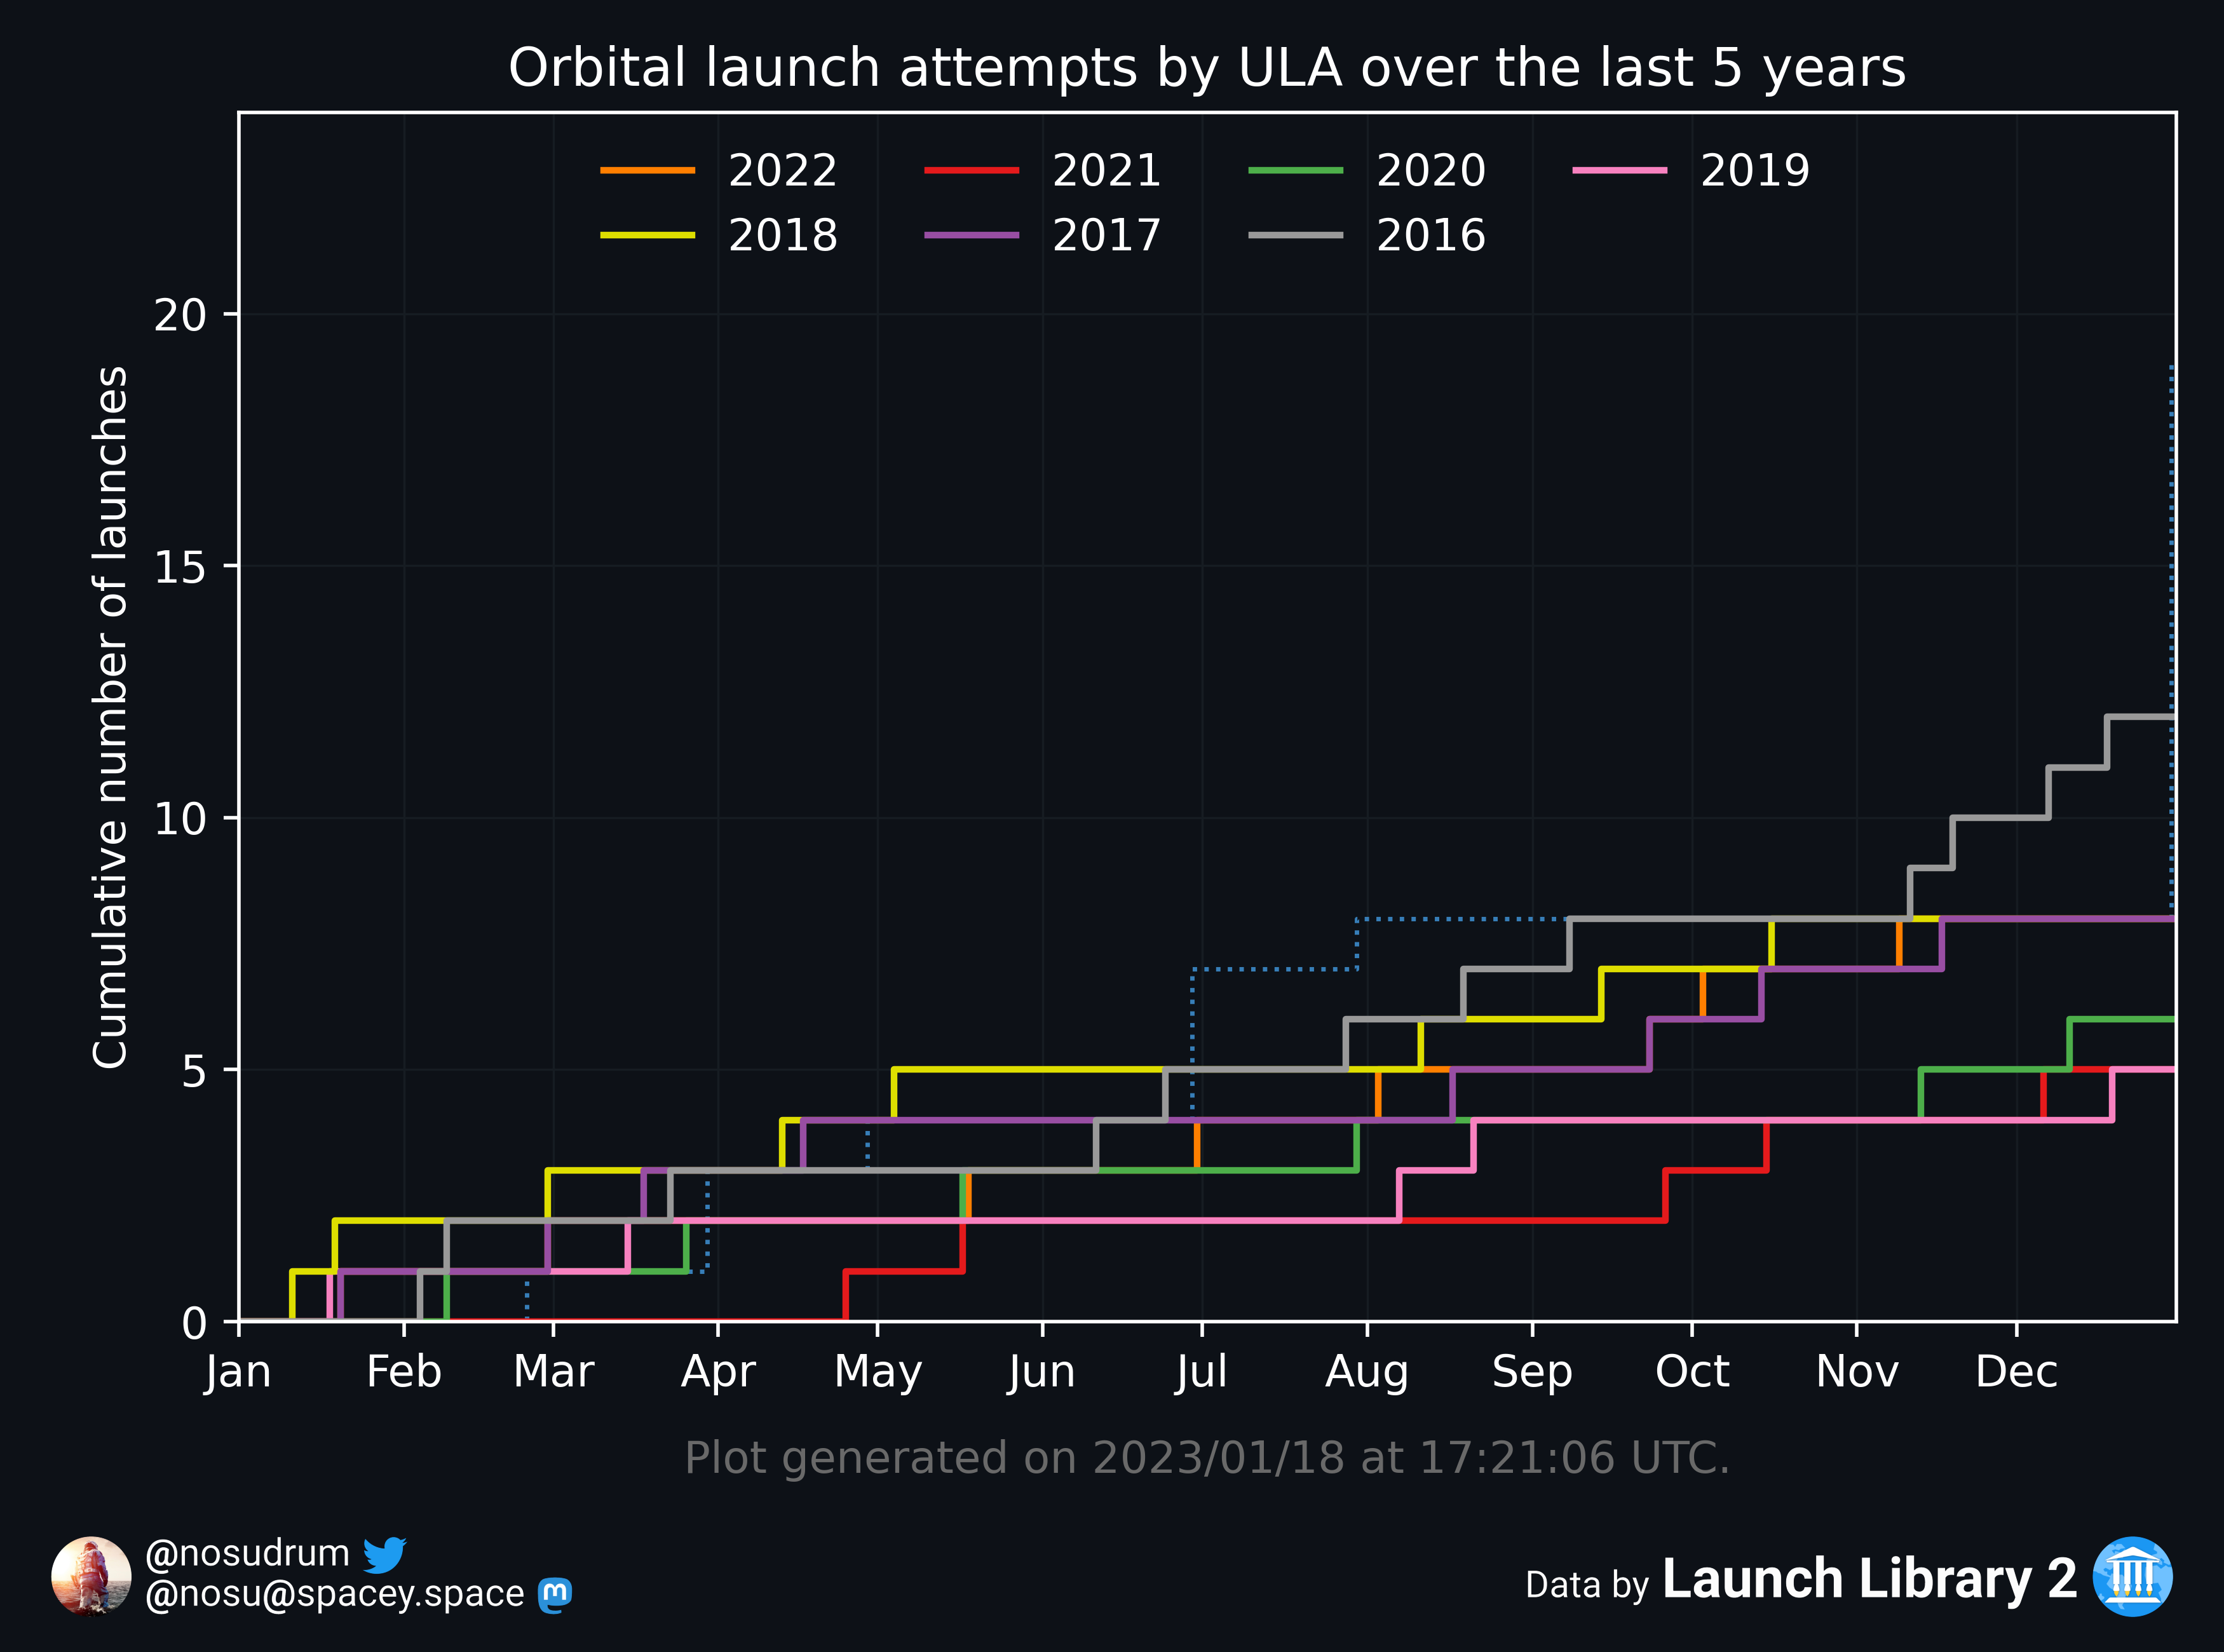 Orbital launch attempts by ULA over the last 5 years
2022 2021 2020 2019
2018 2017 2016
20
15
10
5
0
Cumulative number of launches
Jan Feb Mar Apr May Jun Jul Aug Sep Oct Nov Dec
Plot generated on 2023/01/18 at 17:21:06 UTC.
@nosudrum
@nosu@spacey.space
Data by Launch Library 2